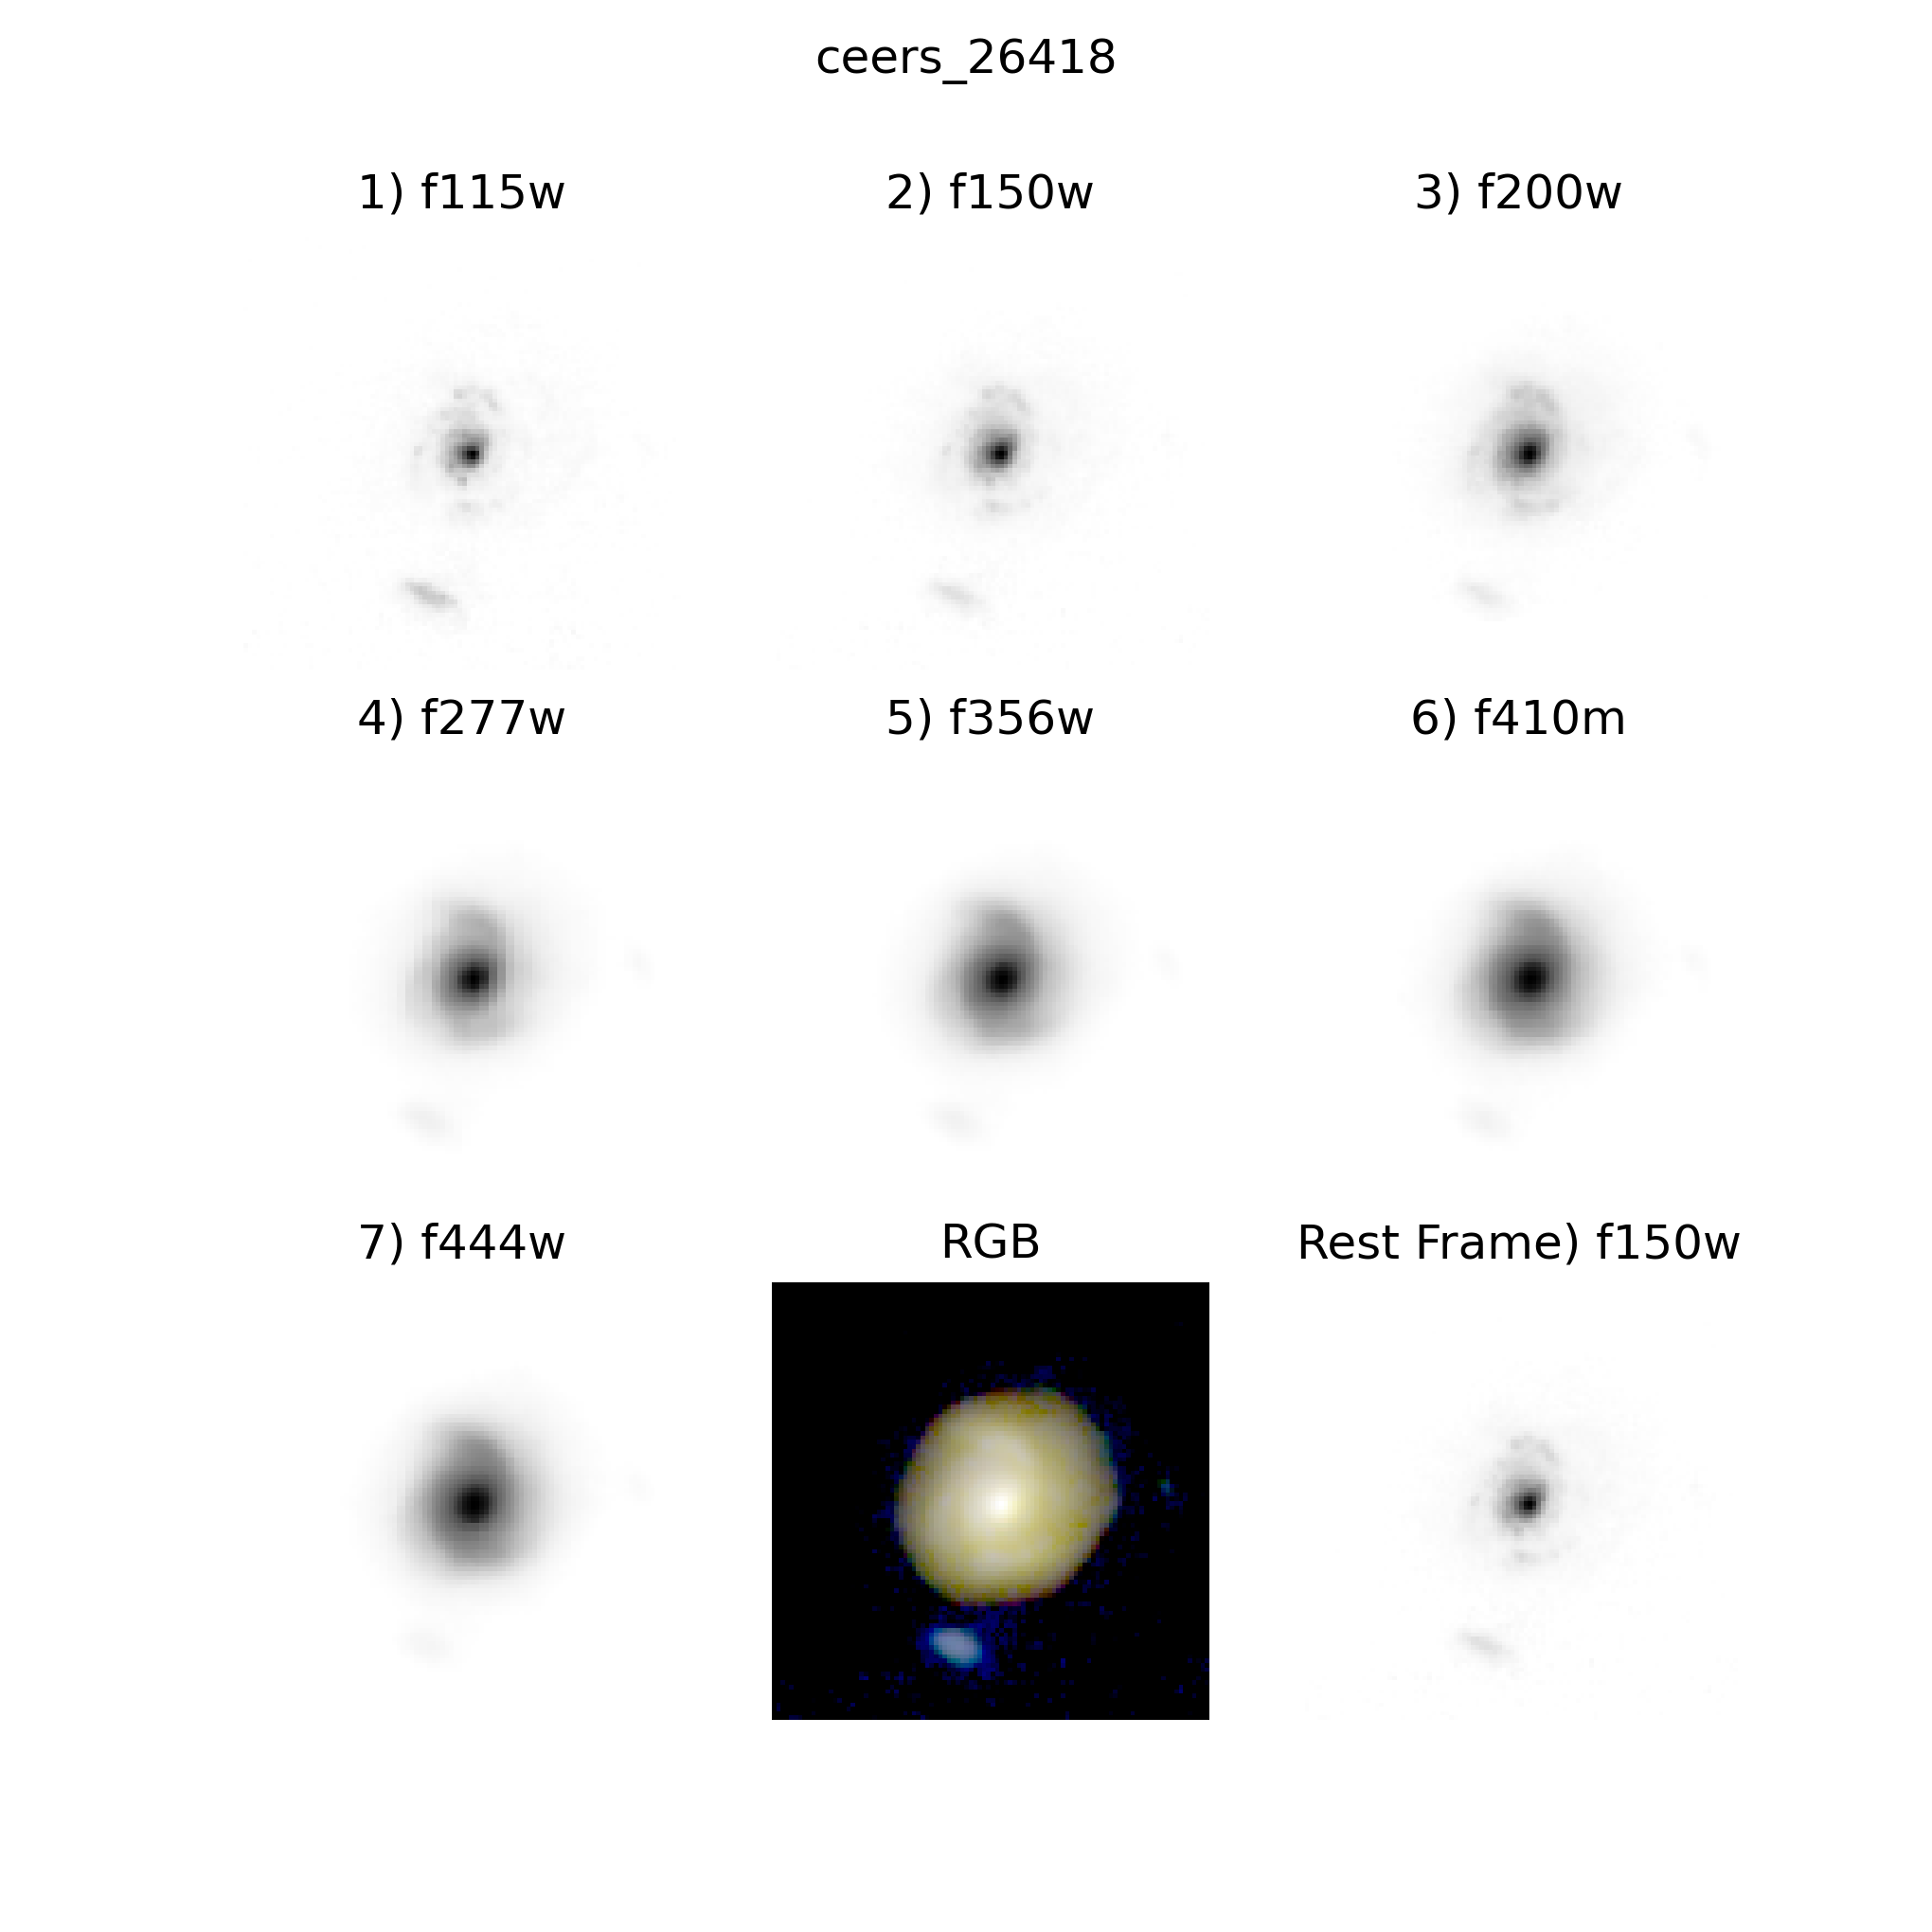 ceers_26418
1) f115w
2) f150w
3) f200w
4) f277w
5) f356w
6) f410m
7) f444w
RGB
Rest Frame) f150w